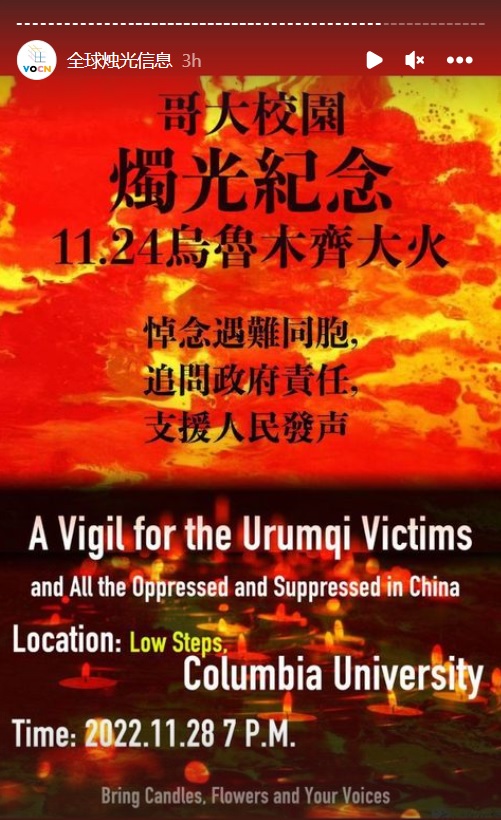 VOCN
全球烛光信息 3h
哥大校園
燭光紀念
11.24烏魯木齊大火
悼念遇難同胞,
追問政府責任,
支援人民發声
A Vigil for the Urumqi Victims
and All the Oppressed and Suppressed in China
Location: Low Steps,
Columbia University
Time: 2022.11.28 7 P.M.
Bring Candles, Flowers and Your Voices